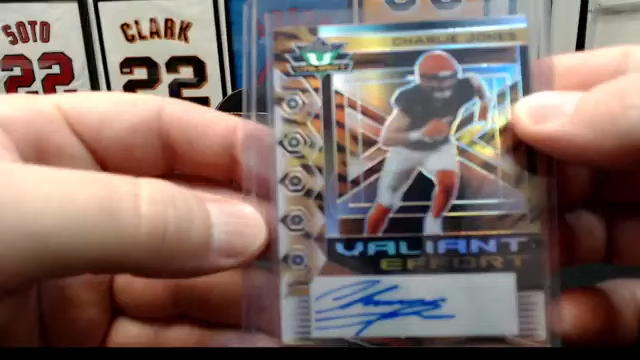 SOTO
22
CLARK
22
CHARLIE JONES
VALIANT
EFFORT